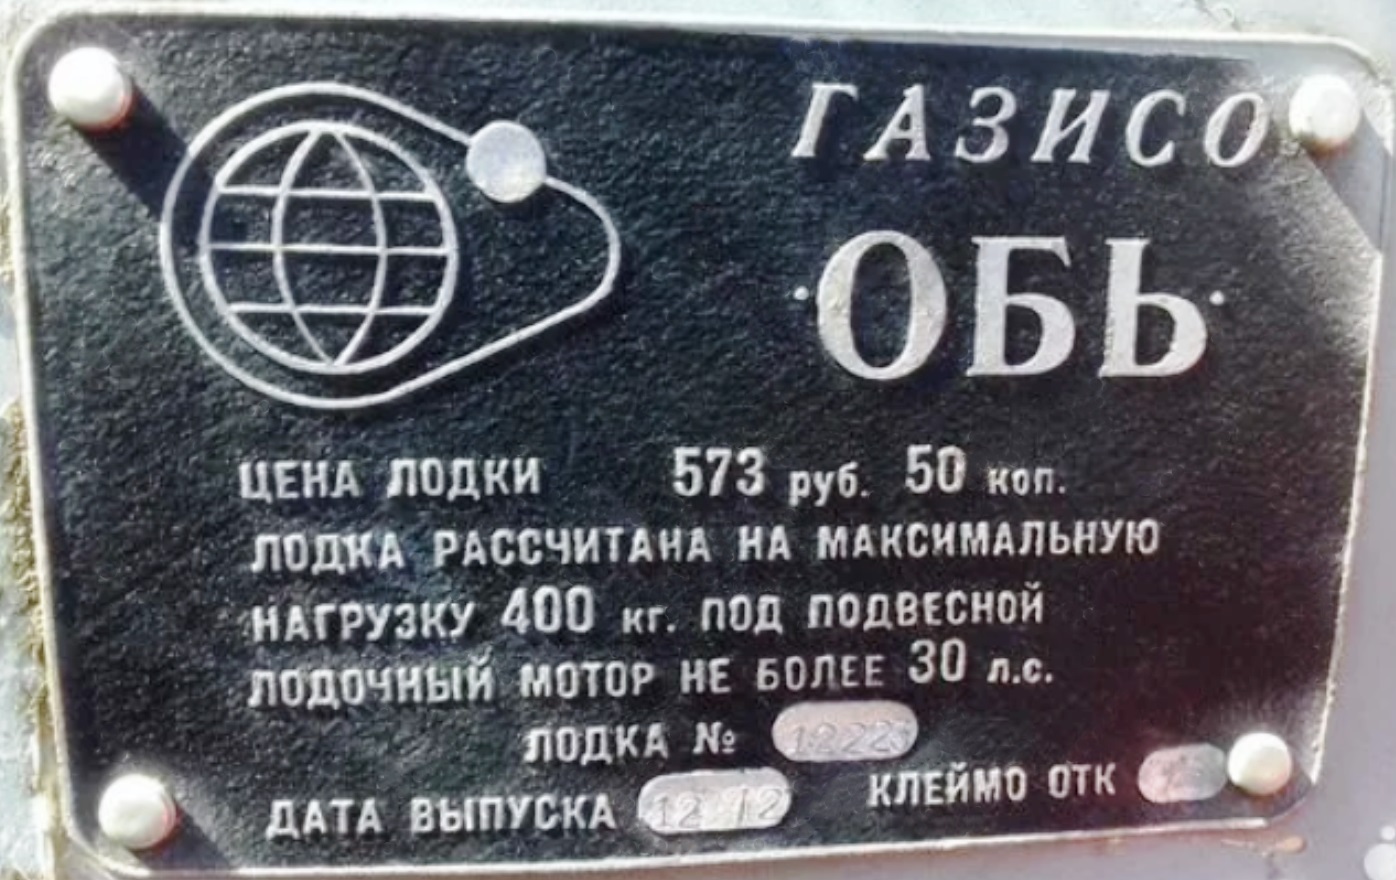 ГАЗИСО
·ОБЬ·
ЦЕНА ЛОДКИ 573 руб. 50 коп.
ЛОДКА РАССЧИТАНА НА МАКСИМАЛЬНУЮ
НАГРУЗКУ 400 кг. ПОД ПОДВЕСНОЙ
ЛОДОЧНЫЙ МОТОР НЕ БОЛЕЕ 30 л.с.
ЛОДКА №
ДАТА ВЫПУСКА КЛЕЙМО ОТК